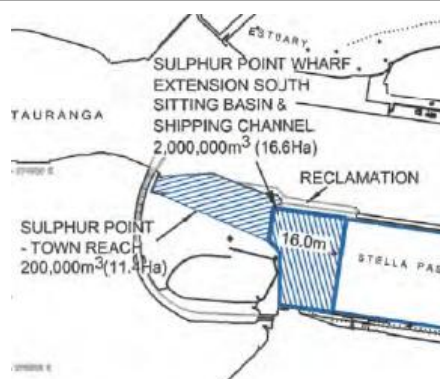 ESTUARY
SULPHUR POINT WHARF
EXTENSION SOUTH
SITTING BASIN &
SHIPPING CHANNEL
2,000,000m³ (16.6Ha)
TAURANGA
RECLAMATION
SULPHUR POINT
- TOWN REACH
200,000m³(11.4Ha)
16.0m
STELLA PAS